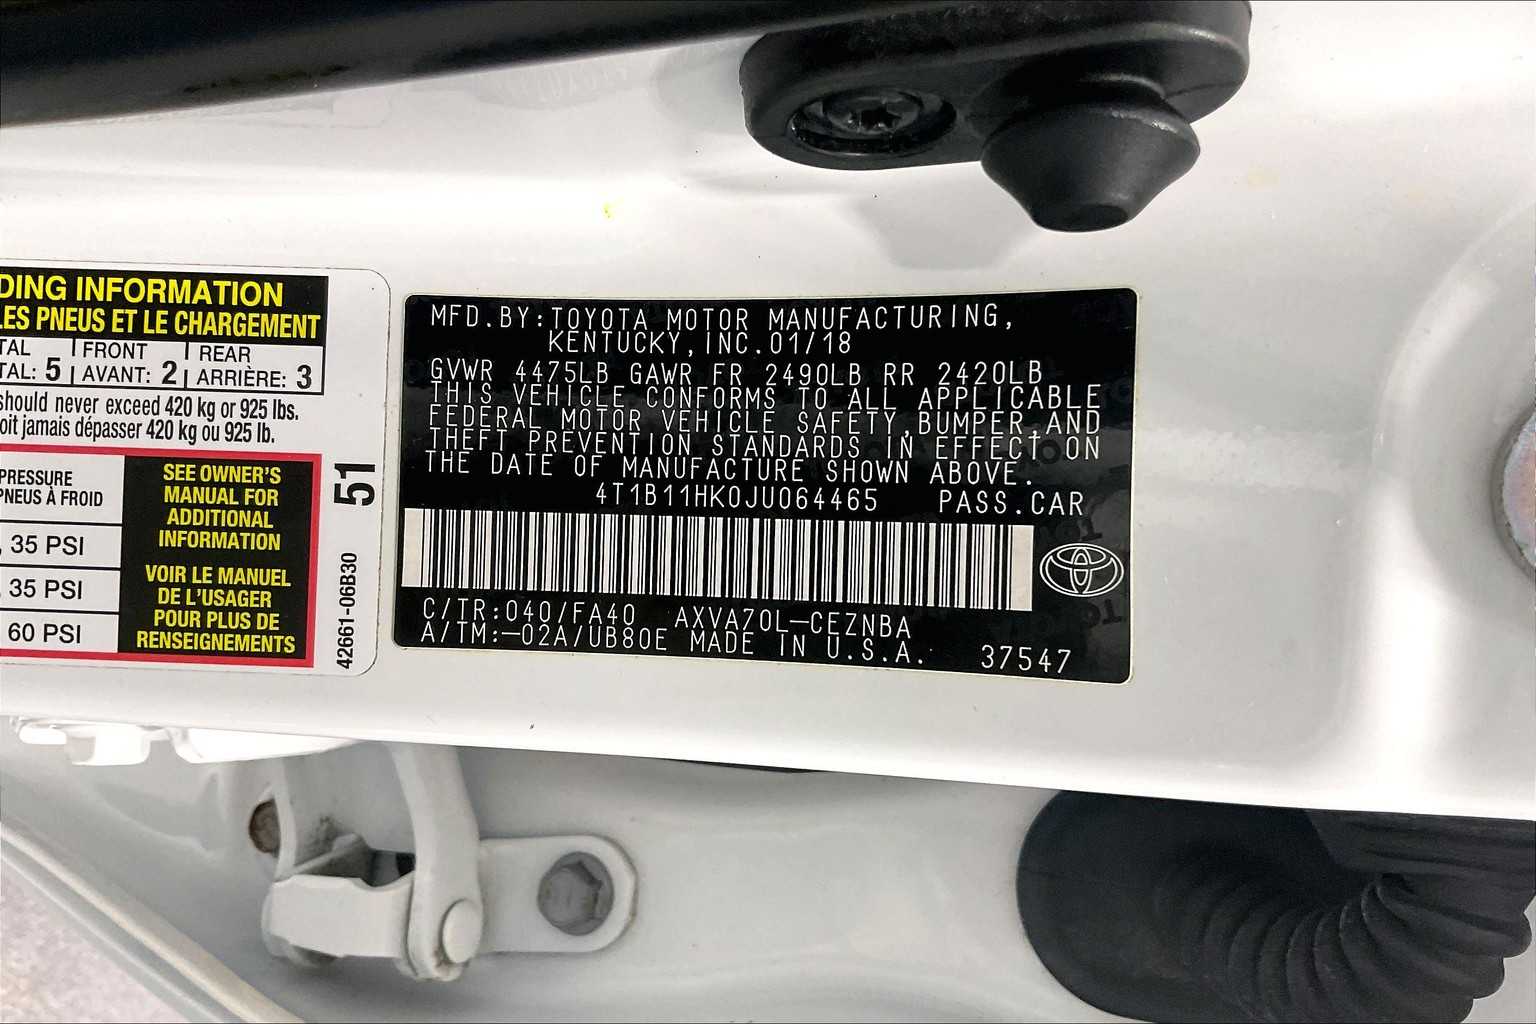 DING INFORMATION
LES PNEUS ET LE CHARGEMENT
TAL FRONT REAR
TAL: 5 AVANT: 2 ARRIÈRE: 3
should never exceed 420 kg or 925 lbs.
oit jamais dépasser 420 kg ou 925 lb.
PRESSURE
PNEUS À FROID
, 35 PSI
, 35 PSI
60 PSI
SEE OWNER'S
MANUAL FOR
ADDITIONAL
INFORMATION
VOIR LE MANUEL
DE L'USAGER
POUR PLUS DE
RENSEIGNEMENTS
51
42661-06B30
MFD.BY:TOYOTA MOTOR MANUFACTURING,
KENTUCKY,INC.01/18
GVWR 4475LB GAWR FR 2490LB RR 2420LB
THIS VEHICLE CONFORMS TO ALL APPLICABLE
FEDERAL MOTOR VEHICLE SAFETY,BUMPER,AND
THEFT PREVENTION STANDARDS IN EFFECT ON
THE DATE OF MANUFACTURE SHOWN ABOVE.
4T1B11HK0JU064465 PASS.CAR
C/TR:040/FA40 AXVA70L-CEZNBA
A/TM:-02A/UB80E MADE IN U.S.A.
37547